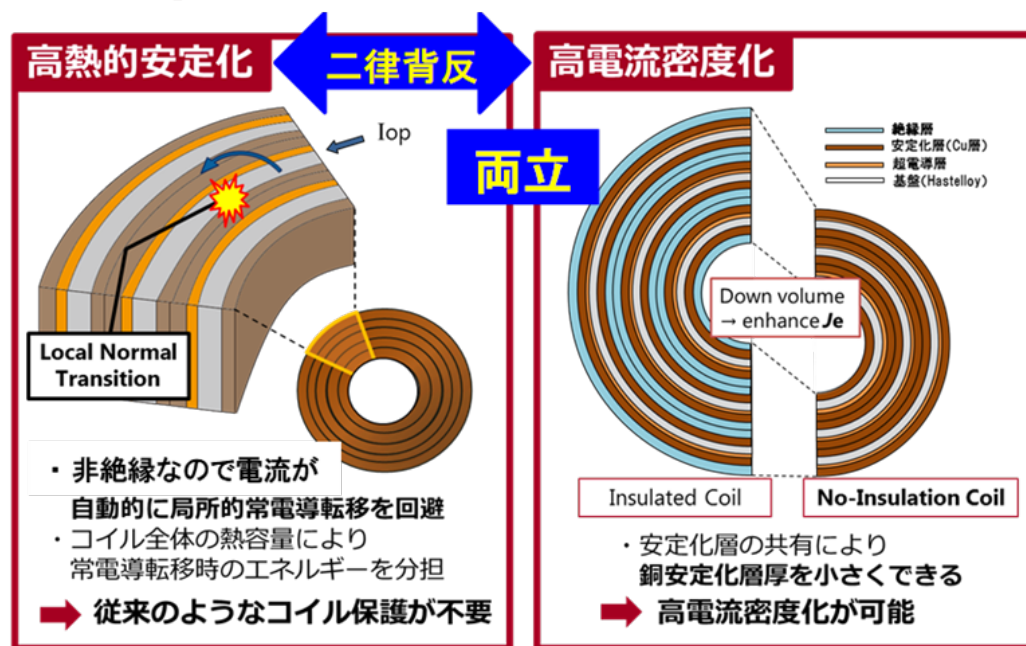 高熱的安定化
二律背反
高電流密度化
両立
Iop
Local Normal
Transition
・ 非絶縁なので電流が
自動的に局所的常電導転移を回避
・コイル全体の熱容量により
常電導転移時のエネルギーを分担
従来のようなコイル保護が不要
絶縁層
安定化層(Cu層)
超電導層
基盤(Hastelloy)
Down volume
→ enhance Je
Insulated Coil
No-Insulation Coil
・安定化層の共有により
銅安定化層厚を小さくできる
高電流密度化が可能